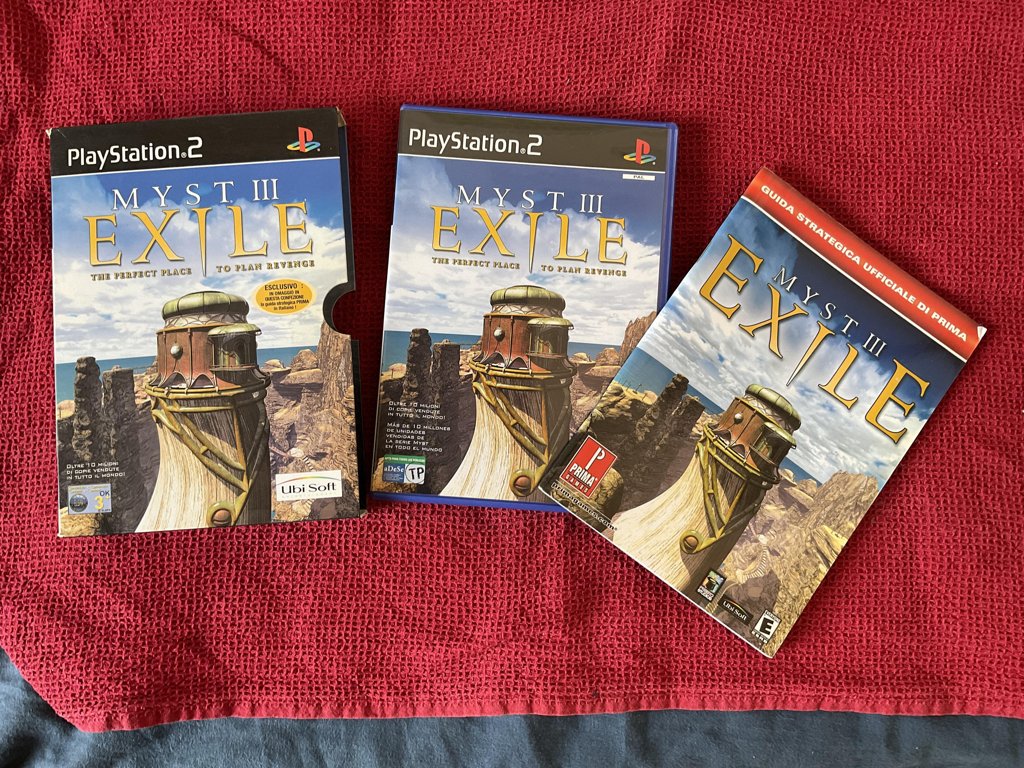 PlayStation®2
MYST III
EXILE
THE PERFECT PLACE TO PLAN REVENGE
ESCLUSIVO :
IN OMAGGIO IN
QUESTA CONFEZIONE
la guida strategica PRIMA
in Italiano !
OLTRE 10 MILIONI
DI COPIE VENDUTE
IN TUTTO IL MONDO!
3+
OK
Ubi Soft
PlayStation®2
PAL
MYST III
EXILE
THE PERFECT PLACE TO PLAN REVENGE
OLTRE 10 MILIONI
DI COPIE VENDUTE
IN TUTTO IL MONDO!
MÁS DE 10 MILLONES
DE UNIDADES
VENDIDAS DE
LA SERIE MYST
EN TODO EL MUNDO
aDeSe
TP
GUIDA STRATEGICA UFFICIALE DI PRIMA
MYST III
EXILE
P
PRIMA
GAMES
Ubi Soft
E